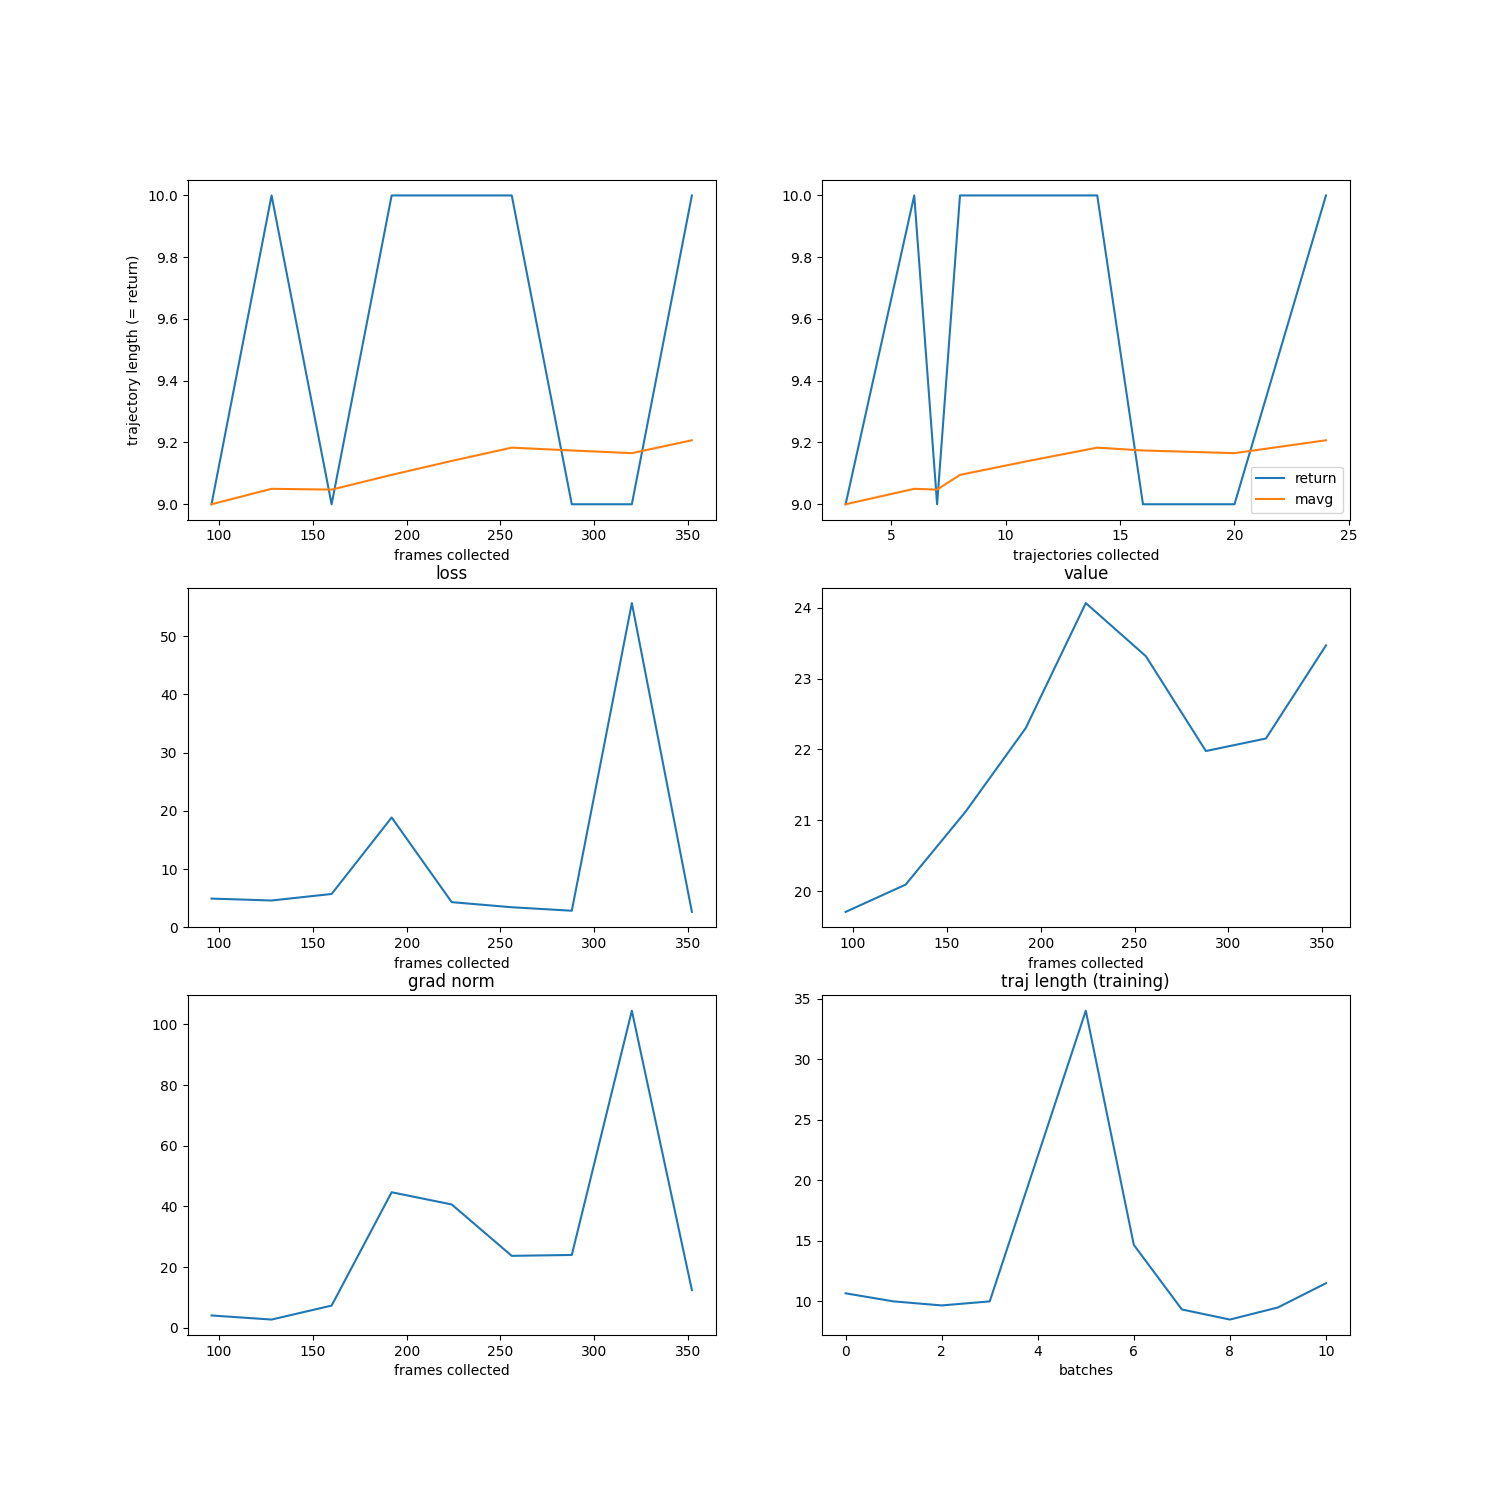 10.0
9.8
9.6
9.4
9.2
9.0
trajectory length (= return)
100 150 200 250 300 350
frames collected
10.0
9.8
9.6
9.4
9.2
9.0
return
mavg
5 10 15 20 25
trajectories collected
loss
50
40
30
20
10
0
100 150 200 250 300 350
frames collected
value
24
23
22
21
20
100 150 200 250 300 350
frames collected
grad norm
100
80
60
40
20
0
100 150 200 250 300 350
frames collected
traj length (training)
35
30
25
20
15
10
0 2 4 6 8 10
batches